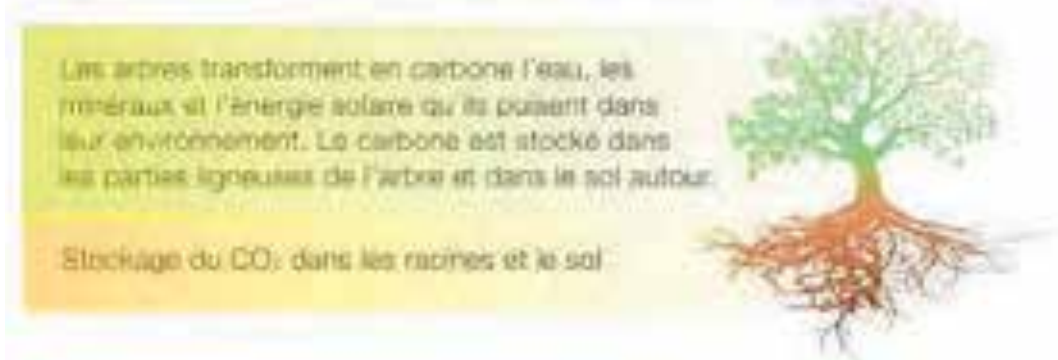 Les arbres transforment en carbone l'eau, les
minéraux et l'énergie solaire qu'ils puisent dans
leur environnement. Le carbone est stocké dans
les parties ligneuses de l'arbre et dans le sol autour.
Stockage du CO₂ dans les racines et le sol